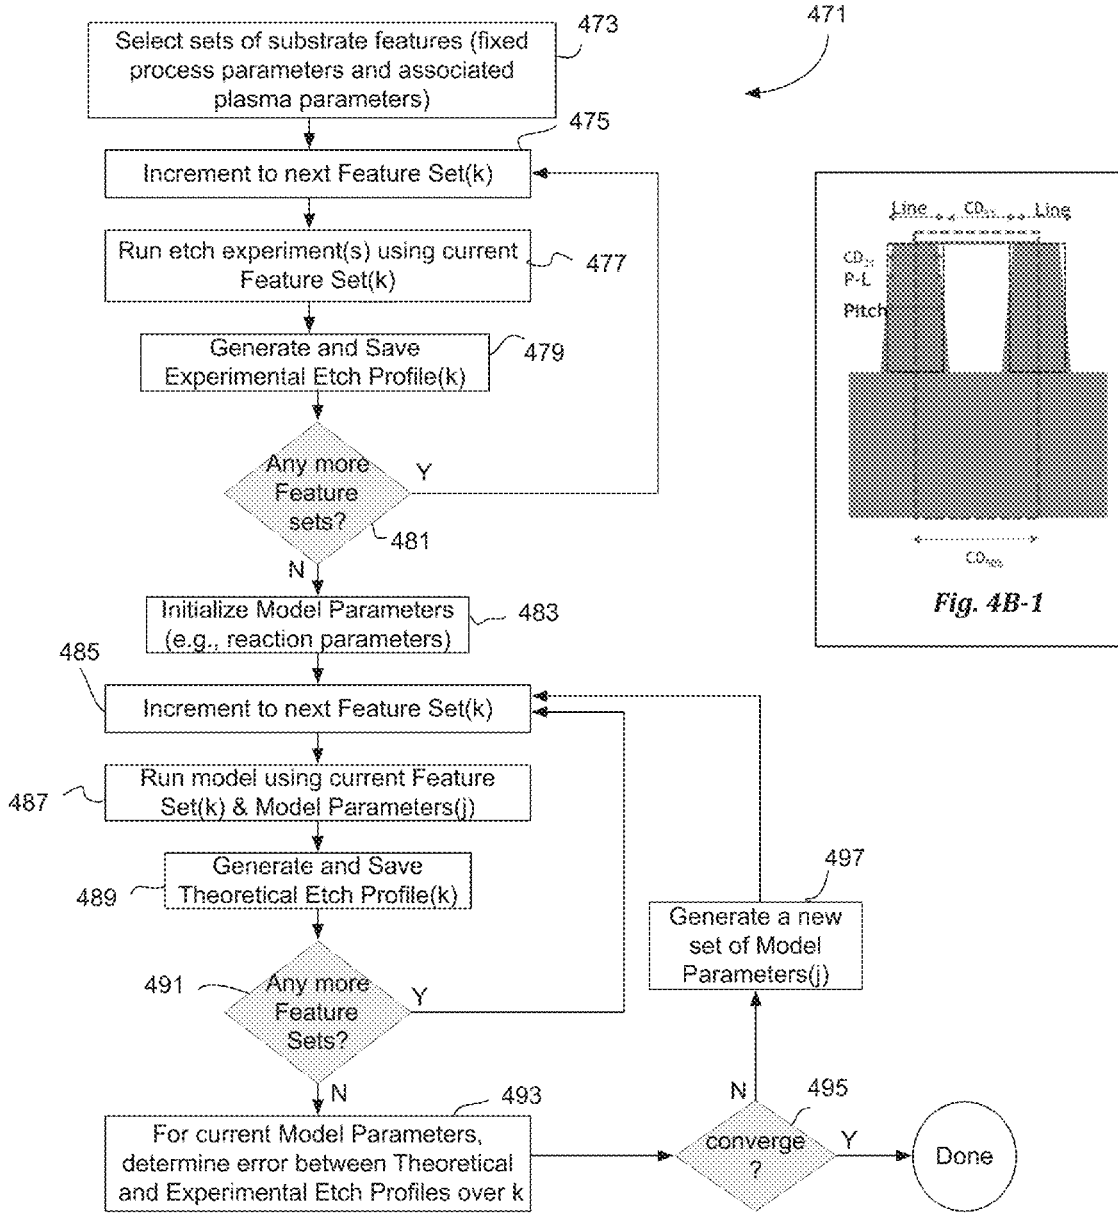 471
473
Select sets of substrate features (fixed
process parameters and associated
plasma parameters)
475
Increment to next Feature Set(k)
Run etch experiment(s) using current
Feature Set(k)
477
Generate and Save
Experimental Etch Profile(k)
479
Any more
Feature
sets?
Y
481
N
Initialize Model Parameters
(e.g., reaction parameters)
483
485
Increment to next Feature Set(k)
Run model using current Feature
Set(k) & Model Parameters(j)
487
Generate and Save
Theoretical Etch Profile(k)
489
491
Any more
Feature
Sets?
Y
N
493
For current Model Parameters,
determine error between Theoretical
and Experimental Etch Profiles over k
495
converge
?
N
Y
Done
497
Generate a new
set of Model
Parameters(j)
Line
Line
P-L
Pitch
Fig. 4B-1